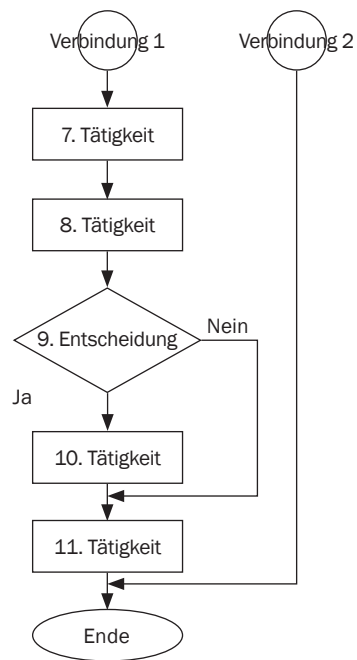 Verbindung 1
Verbindung 2
7. Tätigkeit
8. Tätigkeit
9. Entscheidung
Nein
Ja
10. Tätigkeit
11. Tätigkeit
Ende